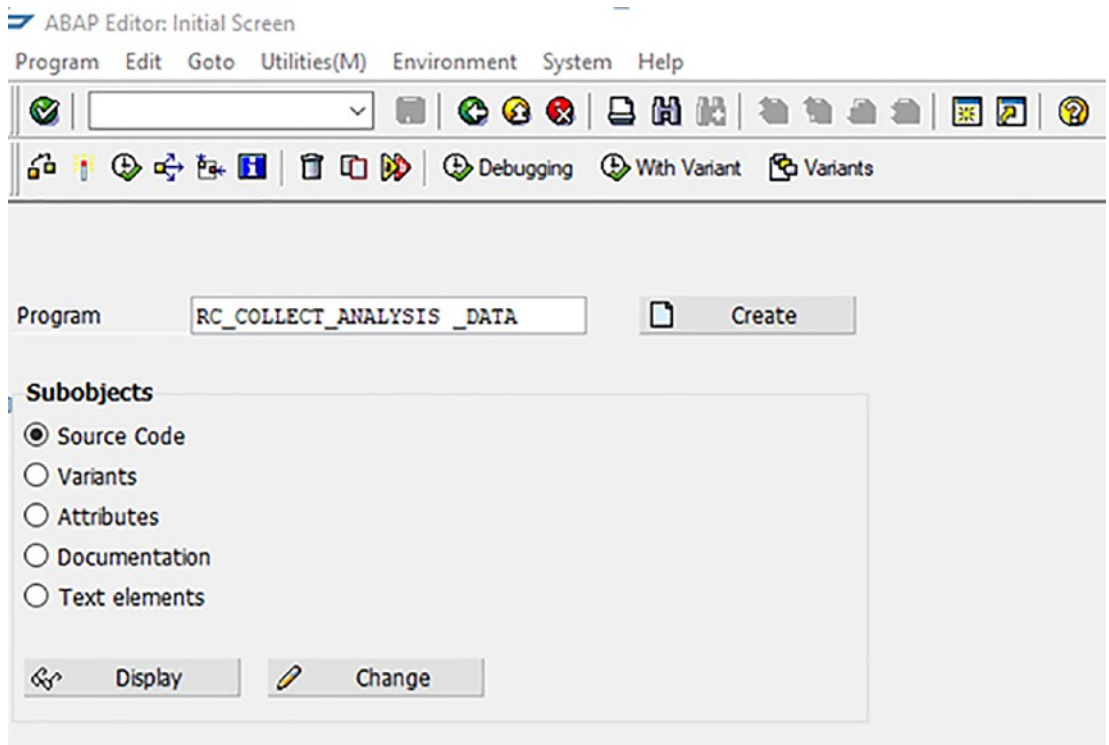 ABAP Editor: Initial Screen
Program Edit Goto Utilities(M) Environment System Help
Debugging With Variant Variants
Program RC_COLLECT_ANALYSIS _DATA Create
Subobjects
Source Code
Variants
Attributes
Documentation
Text elements
Display Change